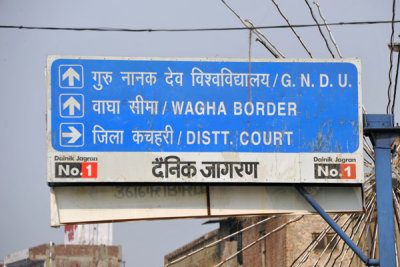 गुरु नानक देव विश्वविद्यालय/G. N. D. U.
वाघा सीमा/WAGHA BORDER
जिला कचहरी/DISTT. COURT
Dainik Jagran
No.1
दैनिक जागरण
Dainik Jagran
No.1